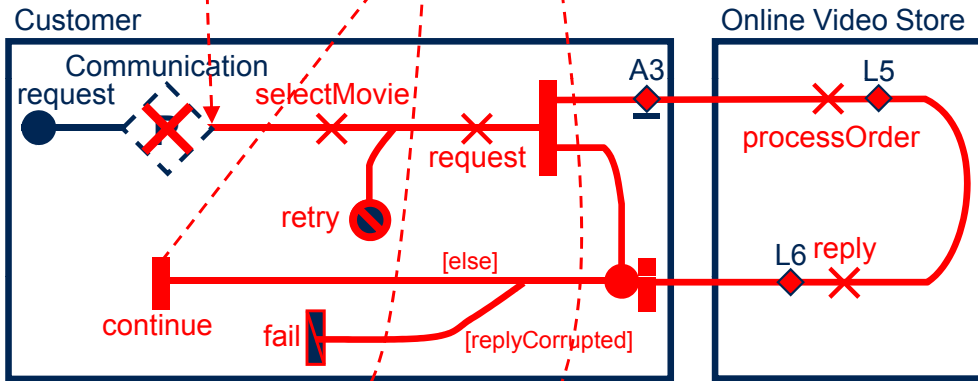 Customer
Online Video Store
Communication
request
selectMovie
A3
L5
request
processOrder
retry
[else]
L6
reply
continue
fail
[replyCorrupted]